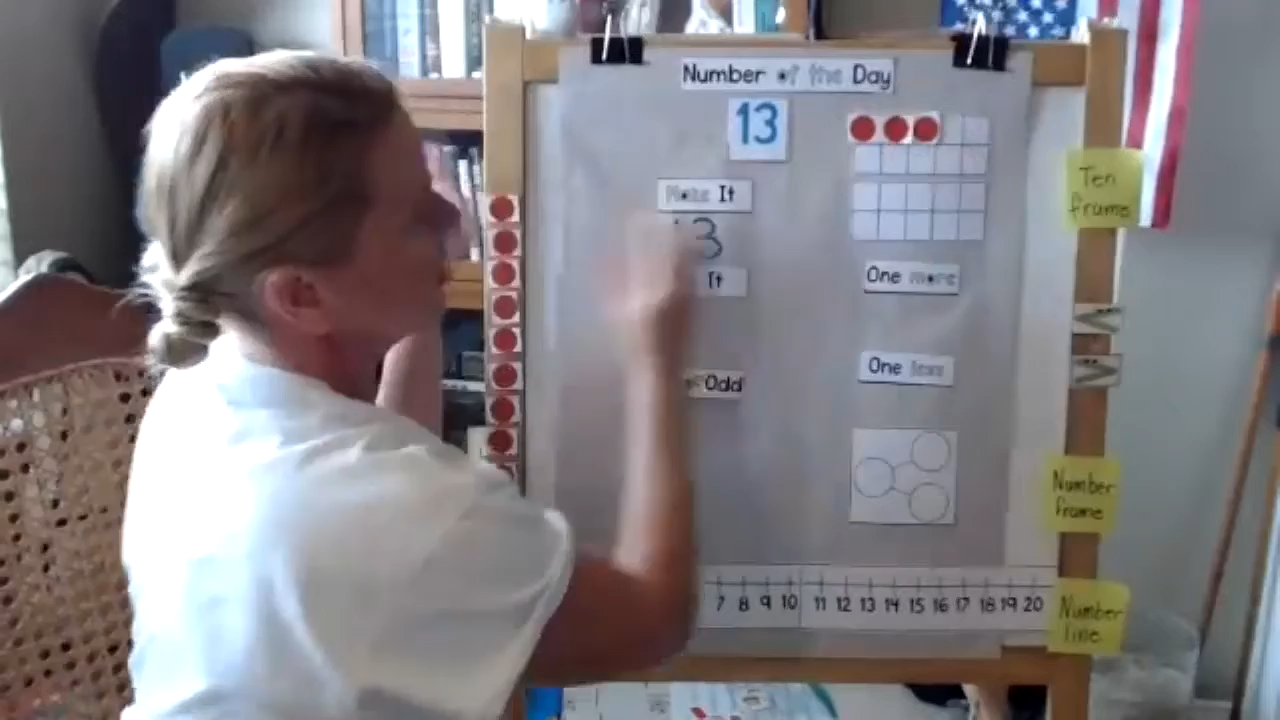 Number of the Day
13
Make It
13
It
Odd
7 8 9 10 11 12 13 14 15 16 17 18 19 20
One more
One less
Ten
frame
Number
frame
Number
line